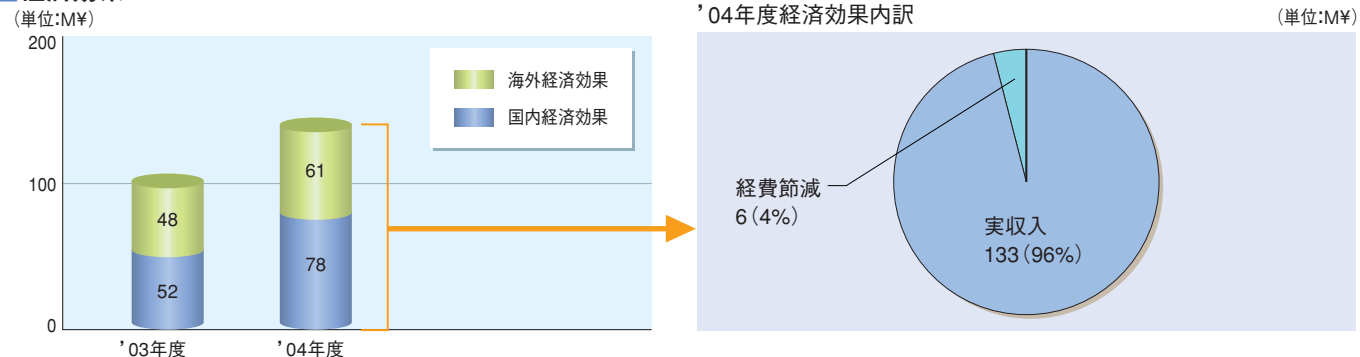 （単位:M¥）
200
100
0
海外経済効果
国内経済効果
48
52
61
78
’03年度
’04年度
’04年度経済効果内訳
（単位:M¥）
経費節減
6（4%）
実収入
133（96%）